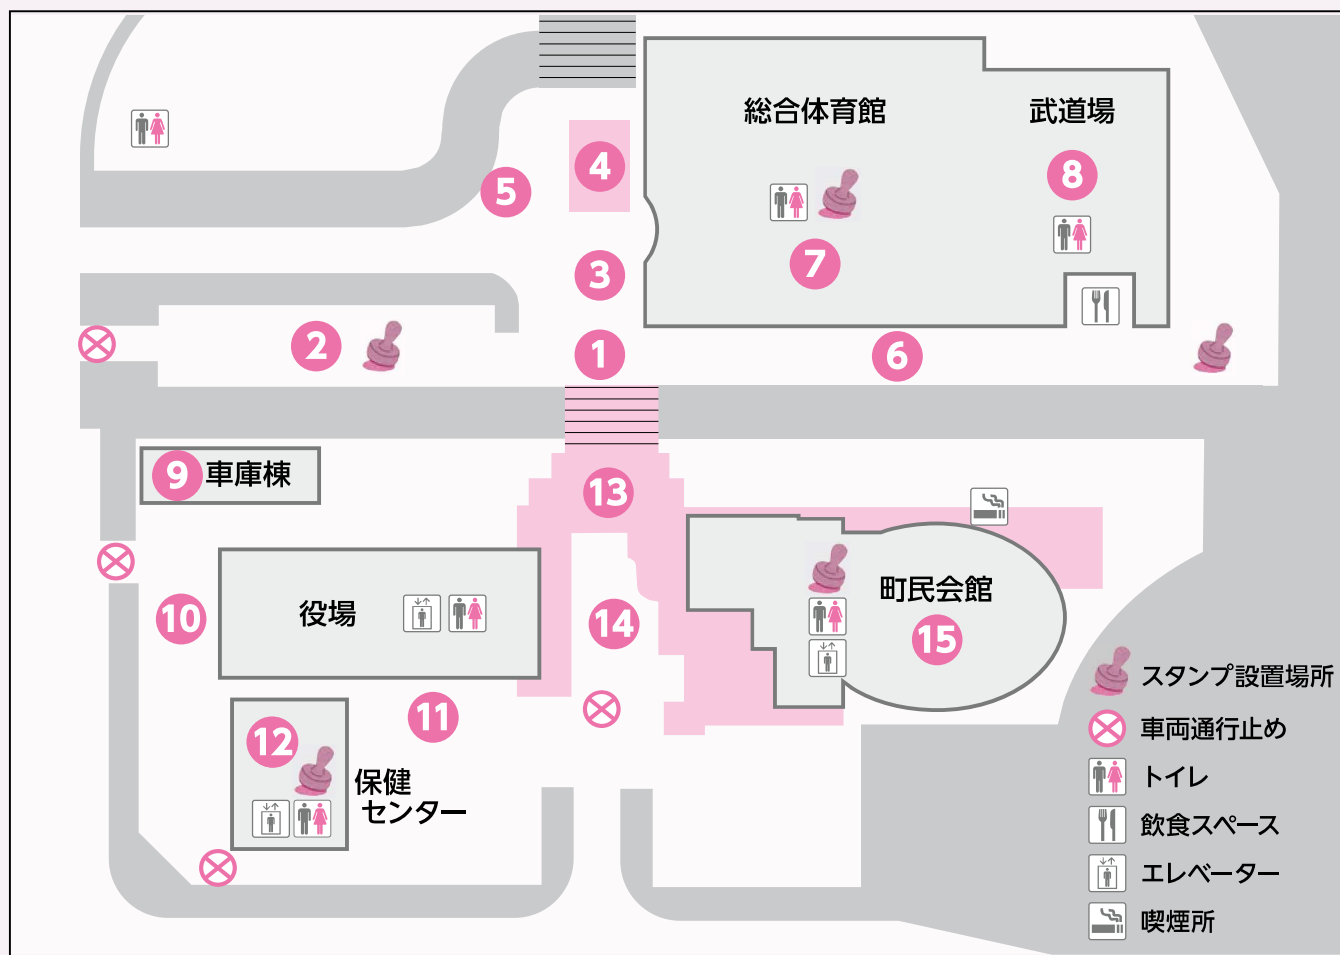 総合体育館
武道場
4
8
5
7
3
2
1
6
9 車庫棟
13
役場
町民会館
10
14
15
11
12
保健
センター
スタンプ設置場所
車両通行止め
トイレ
飲食スペース
エレベーター
喫煙所